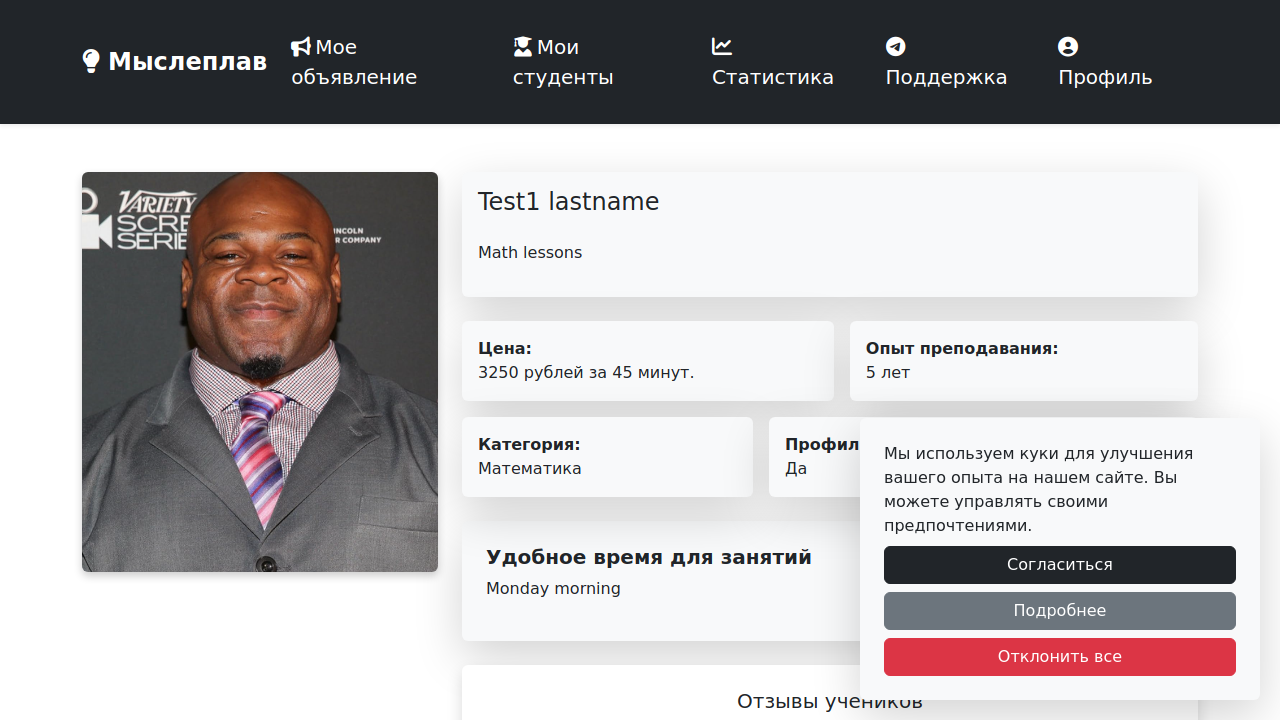 Мыслеплав
Мое
объявление
Мои
студенты
Статистика
Поддержка
Профиль
VARIETY
SCRE
SERIE
INCOLN
R COMPANY
Test1 lastname
Math lessons
Цена:
3250 рублей за 45 минут.
Опыт преподавания:
5 лет
Категория:
Математика
Профил
Да
Удобное время для занятий
Monday morning
Отзывы учеников
Мы используем куки для улучшения
вашего опыта на нашем сайте. Вы
можете управлять своими
предпочтениями.
Согласиться
Подробнее
Отклонить все